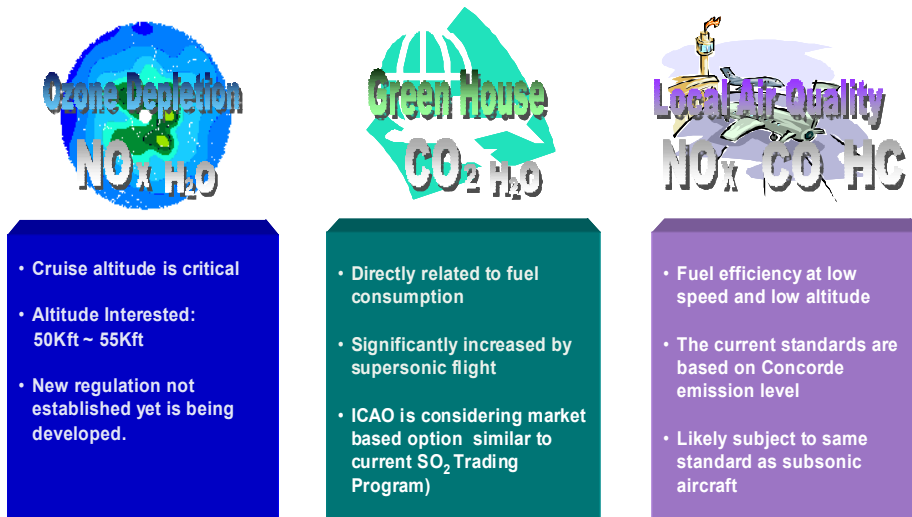 Ozone Depletion
NOx H₂O
• Cruise altitude is critical
• Altitude Interested:
50Kft ~ 55Kft
• New regulation not
established yet is being
developed.
Green House
CO₂ H₂O
• Directly related to fuel
consumption
• Significantly increased by
supersonic flight
• ICAO is considering market
based option similar to
current SO₂ Trading
Program)
Local Air Quality
NOx CO HC
• Fuel efficiency at low
speed and low altitude
• The current standards are
based on Concorde
emission level
• Likely subject to same
standard as subsonic
aircraft